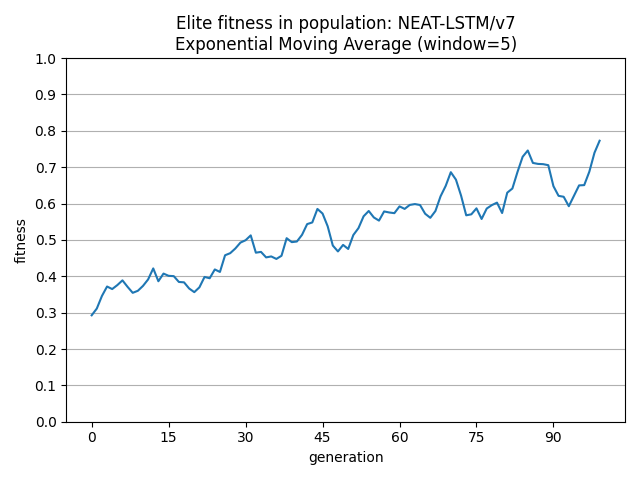 Elite fitness in population: NEAT-LSTM/v7
Exponential Moving Average (window=5)
1.0
0.9
0.8
0.7
0.6
0.5
0.4
0.3
0.2
0.1
0.0
fitness
0 15 30 45 60 75 90
generation